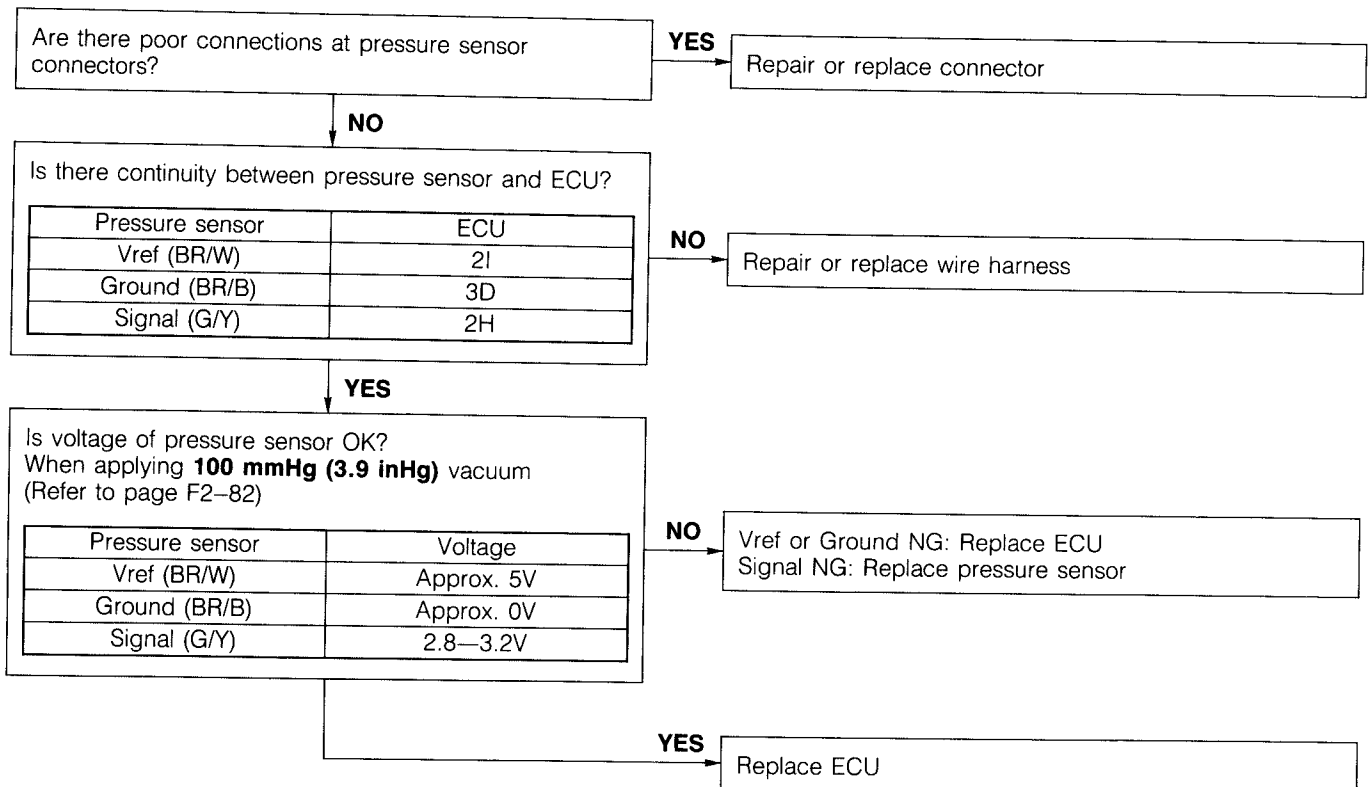 Are there poor connections at pressure sensor
connectors?
YES
Repair or replace connector
NO
Is there continuity between pressure sensor and ECU?
Pressure sensor ECU
Vref (BR/W) 2I
Ground (BR/B) 3D
Signal (G/Y) 2H
NO
Repair or replace wire harness
YES
Is voltage of pressure sensor OK?
When applying 100 mmHg (3.9 inHg) vacuum
(Refer to page F2–82)
Pressure sensor Voltage
Vref (BR/W) Approx. 5V
Ground (BR/B) Approx. 0V
Signal (G/Y) 2.8—3.2V
NO
Vref or Ground NG: Replace ECU
Signal NG: Replace pressure sensor
YES
Replace ECU